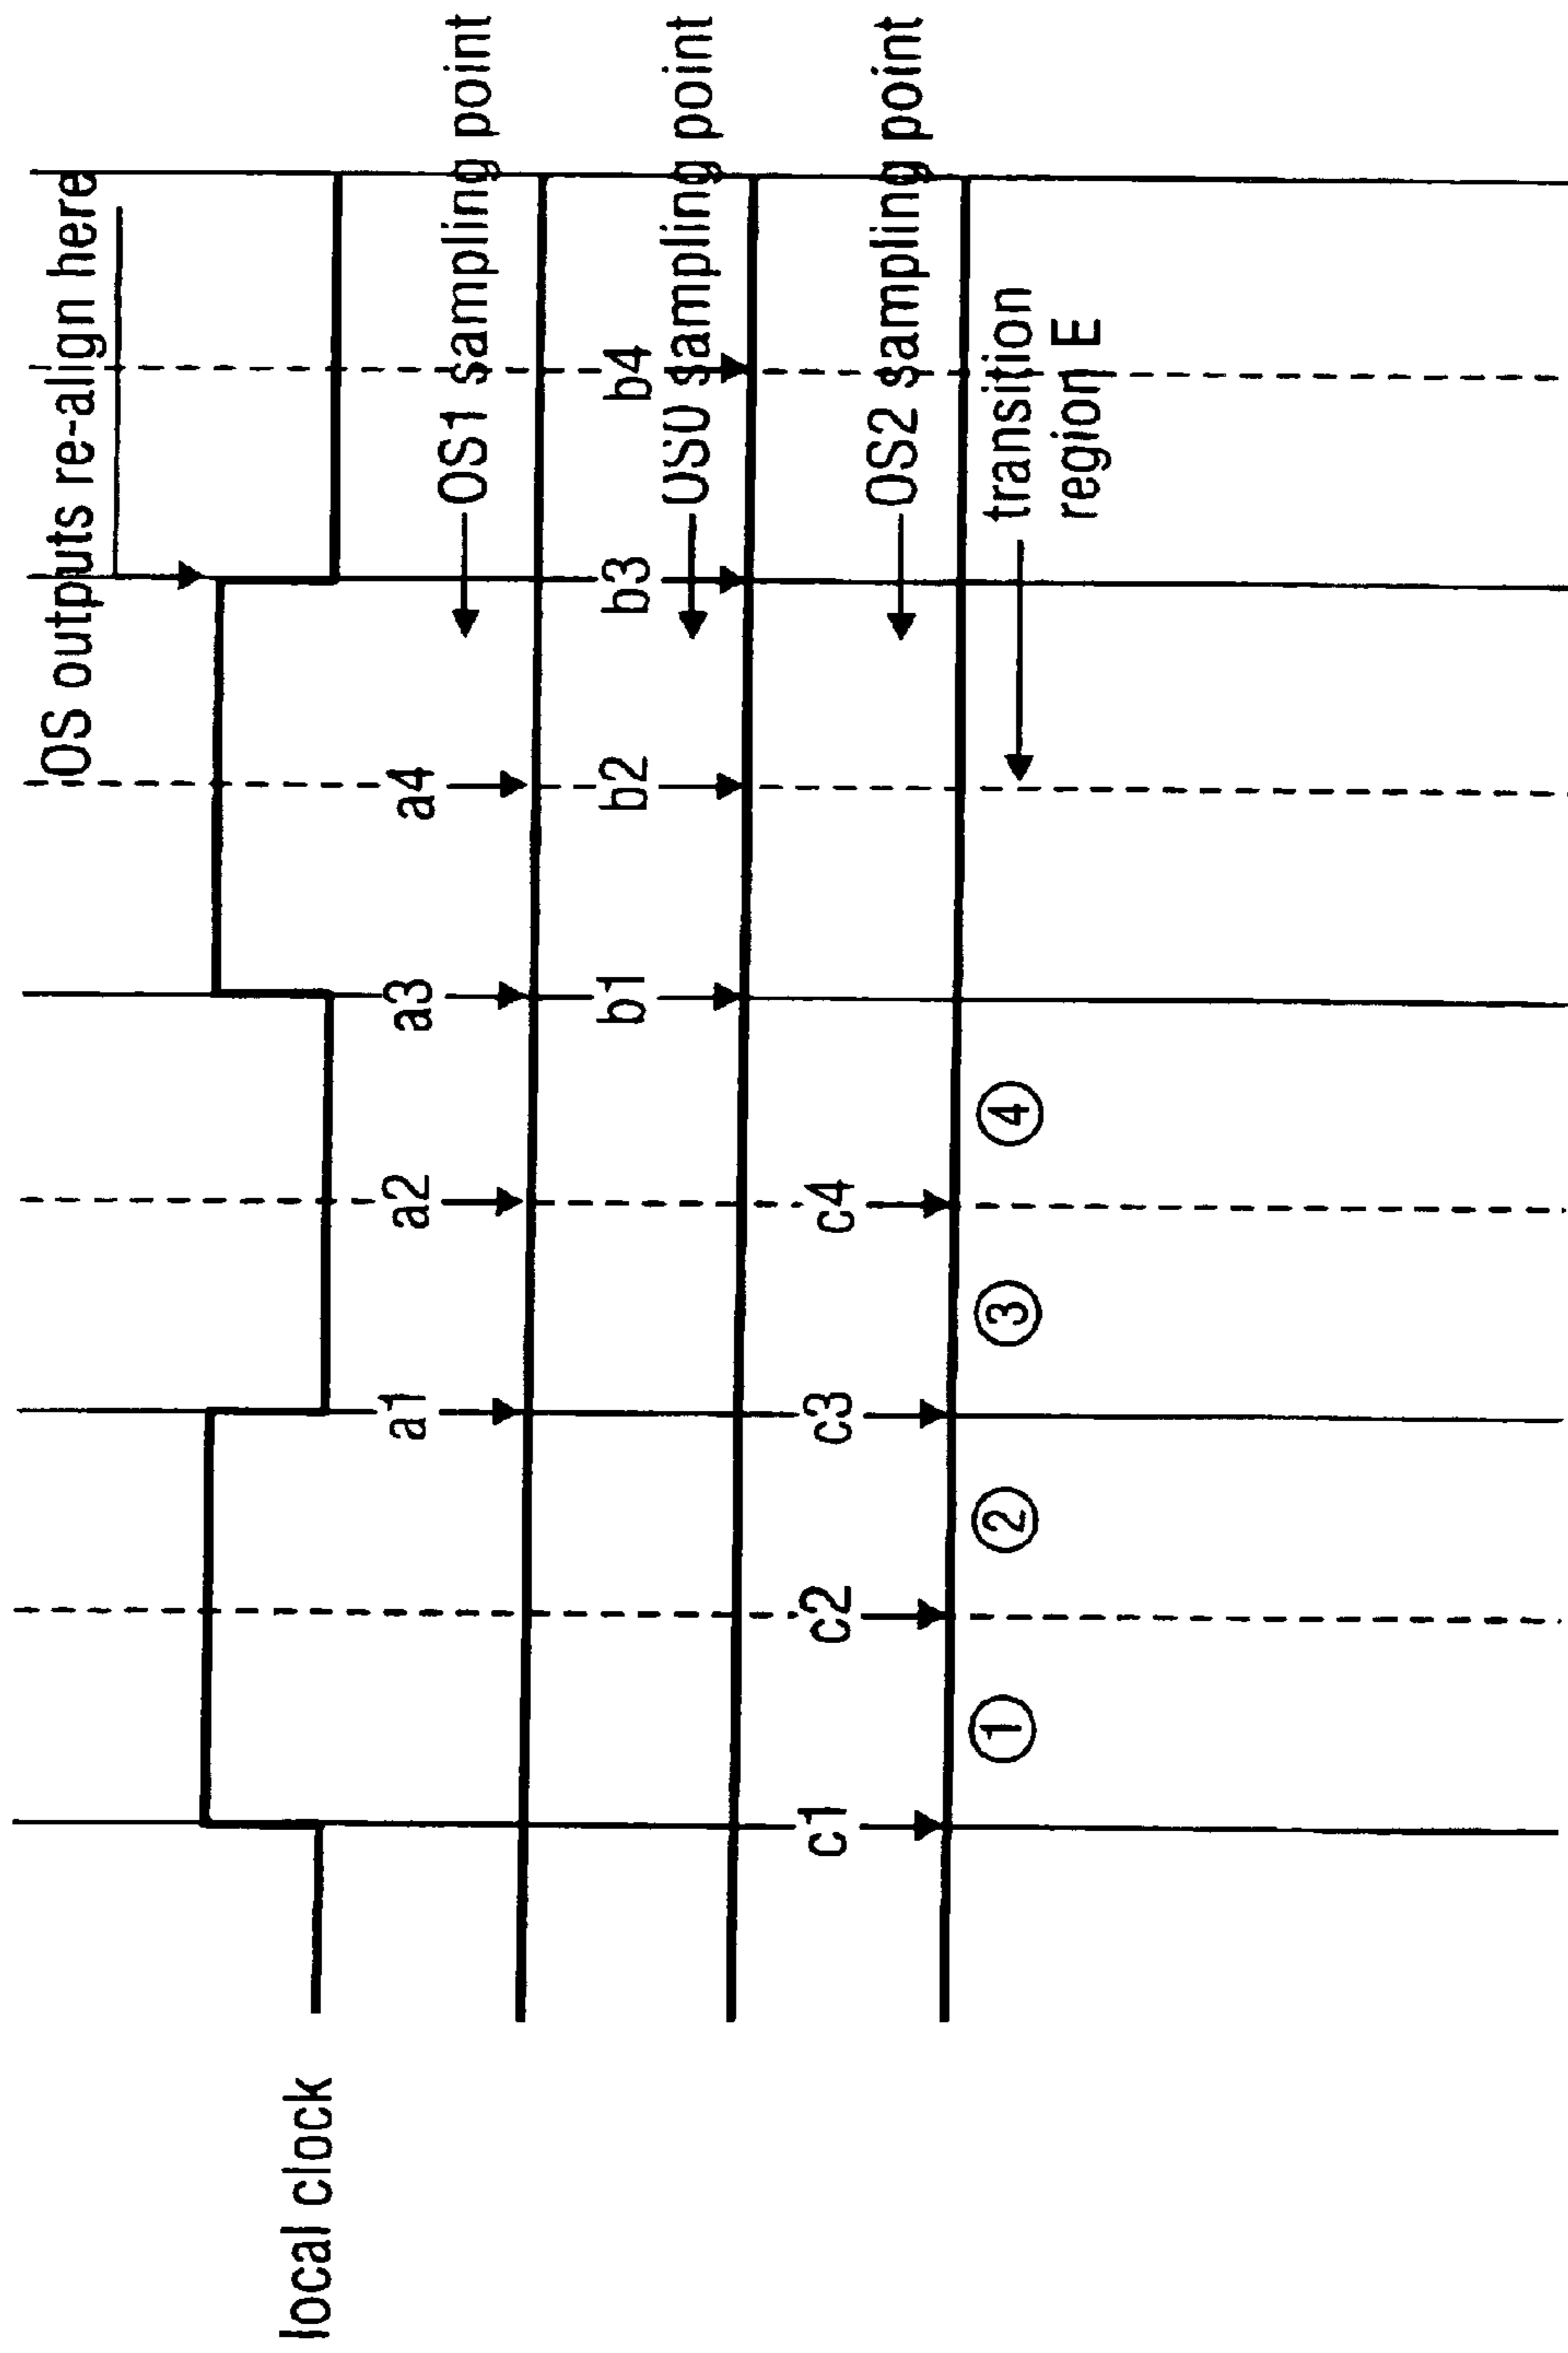 OS outputs re-align here
local clock
a1 a2 a3 a4
OS1 sampling point
b1 b2 b3 b4
OS0 sampling point
c1 c2 c3 c4
OS2 sampling point
1 2 3 4
transition
region E